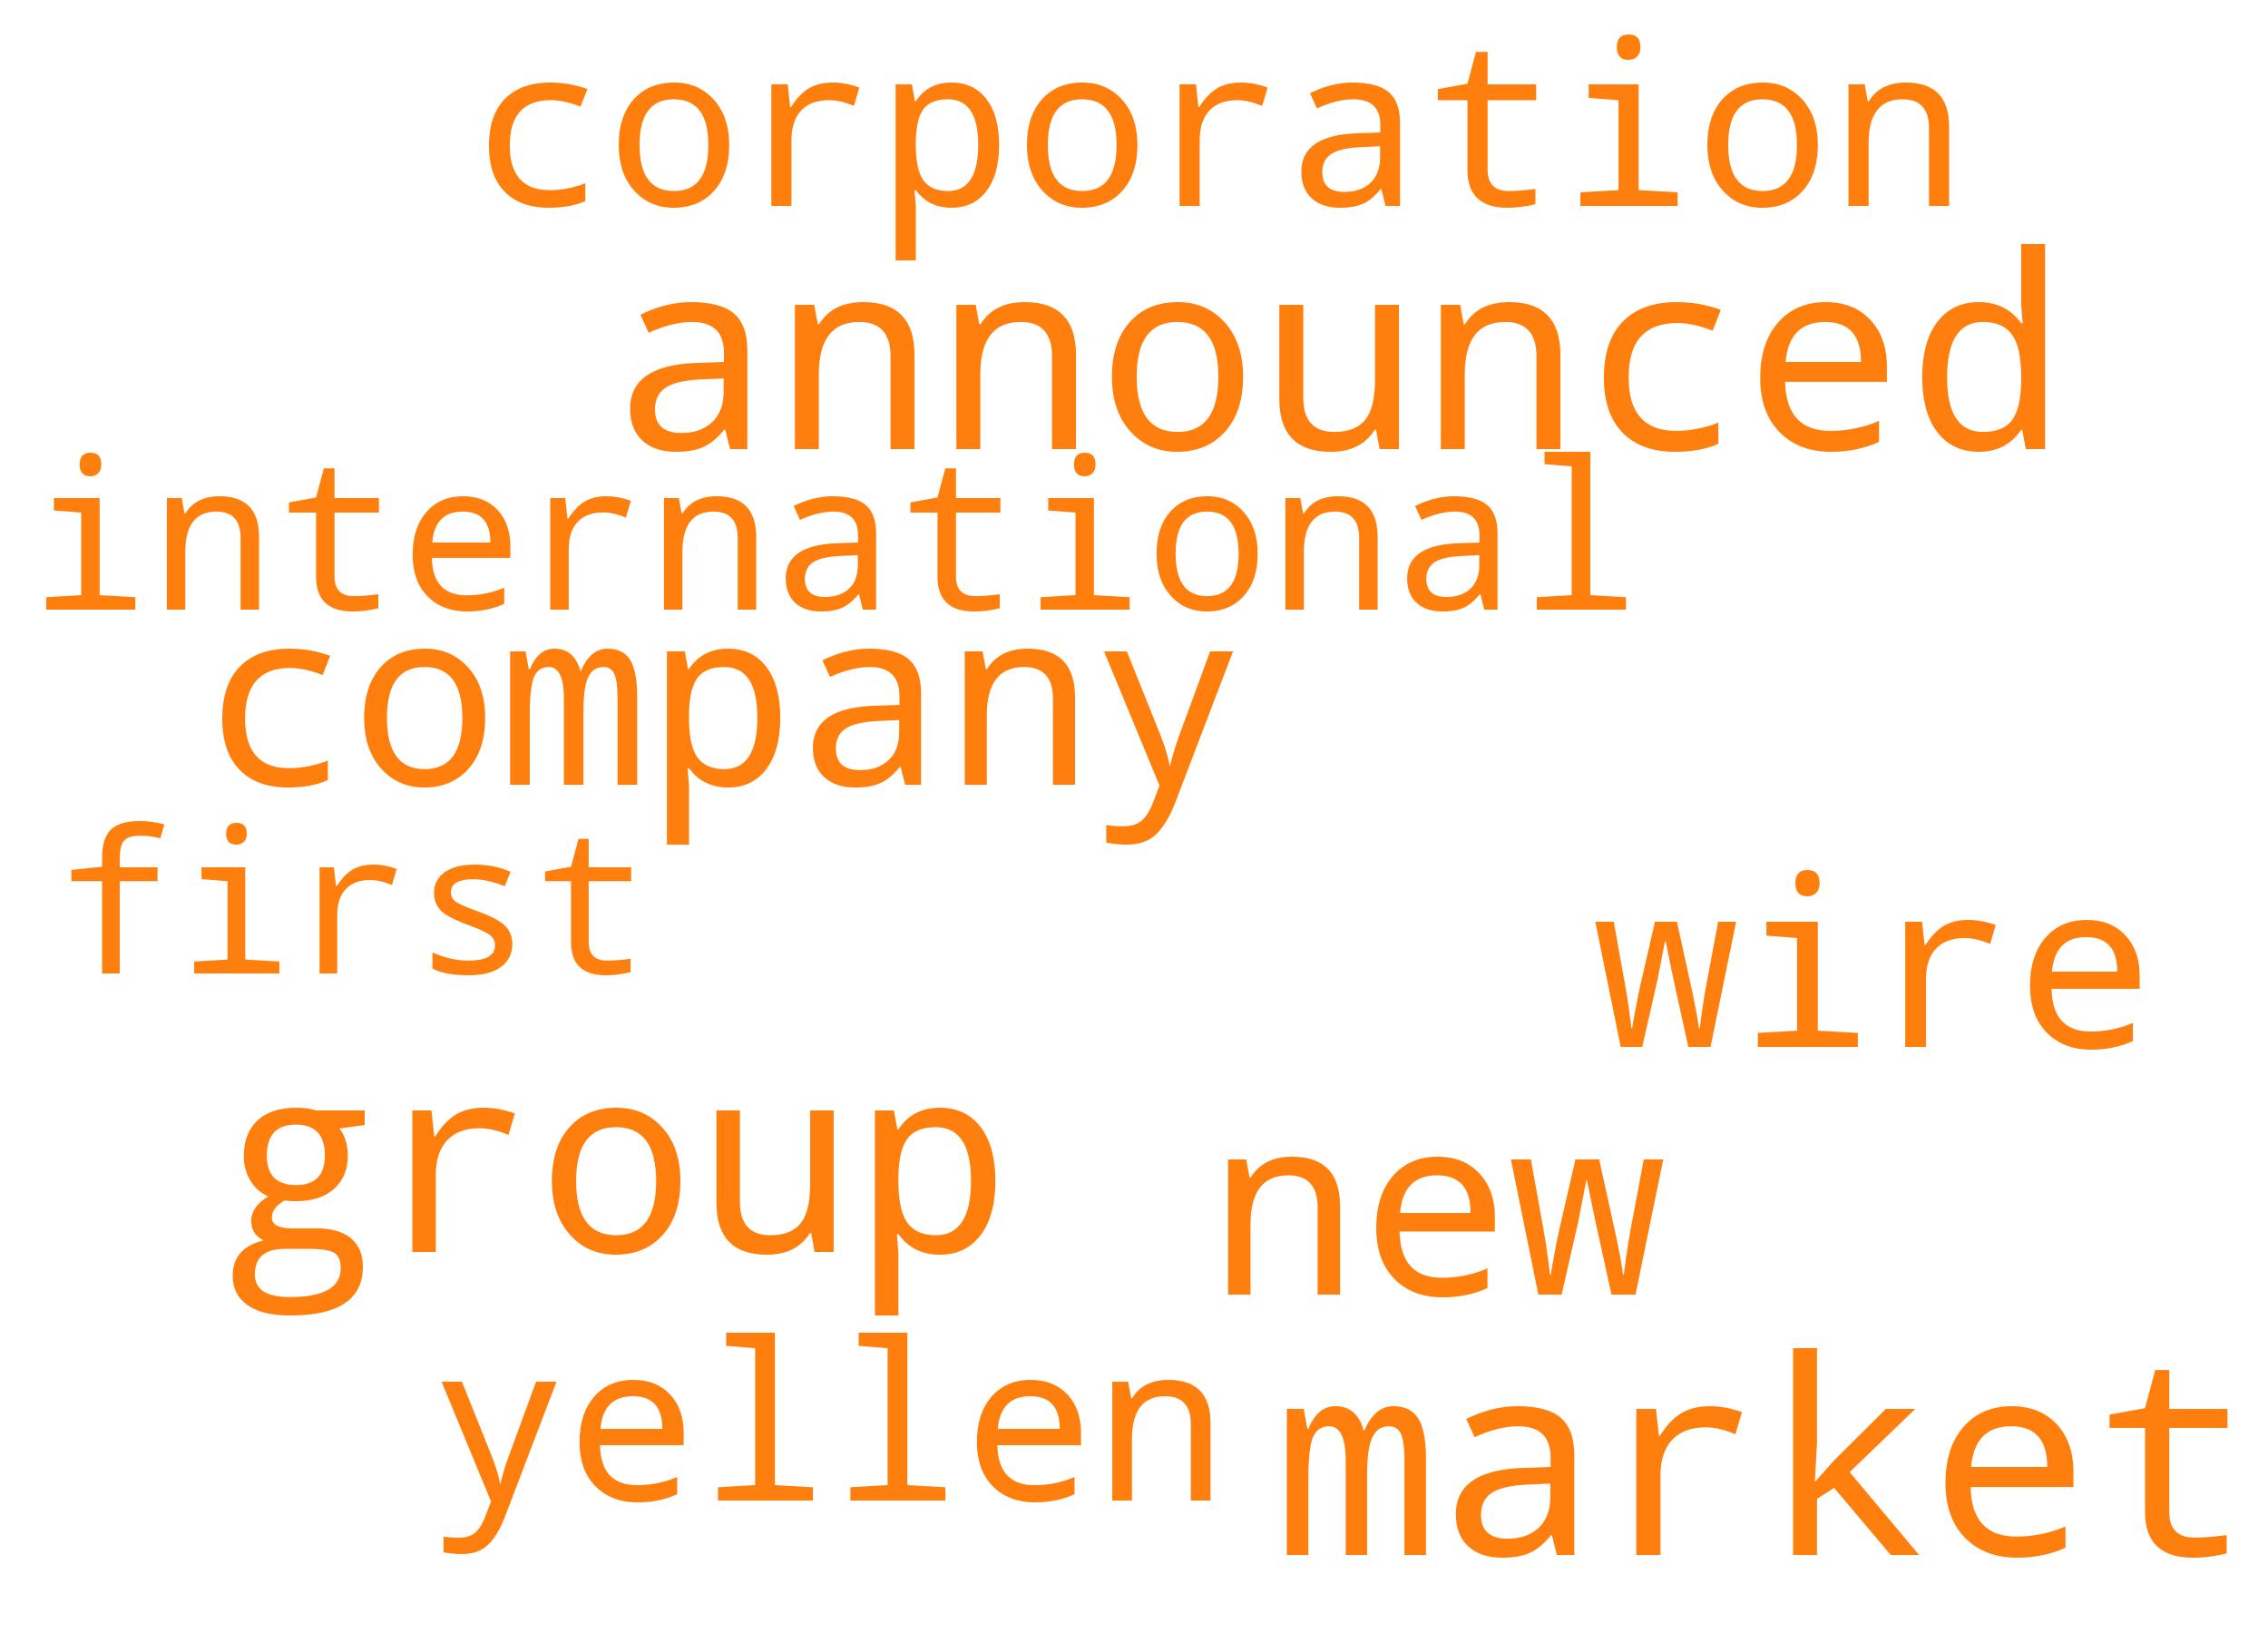 corporation
announced
international
company
first
wire
group
new
yellen
market